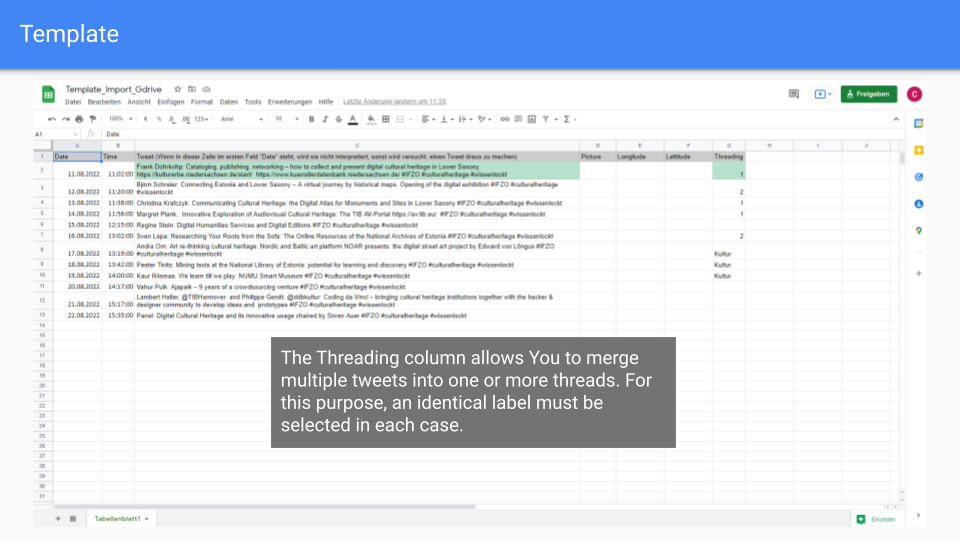 Template
Template_Import_Gdrive
Datei Bearbeiten Ansicht Einfügen Format Daten Tools Erweiterungen Hilfe Letzte Änderung gestern um 11:35
Freigeben
C
100% € % .0 .00 123 Arial 10 B I S A
A1 fx Date
A B C D E F G H I J
1 Date Time Tweet (Wenn in dieser Zeile im ersten Feld "Date" steht, wird sie nicht interpretiert, sonst wird versucht, einen Tweet draus zu machen) Picture Longitude Latitude Threading
Frank Dührkohp: Cataloging, publishing, networking – how to collect and present digital cultural heritage in Lower Saxony
2 11.08.2022 11:02:00 https://kulturerbe.niedersachsen.de/start/ https://www.kuenstlerdatenbank.niedersachsen.de/ #IFZO #culturalheritage #wissenlockt 1
Björn Schreier: Connecting Estonia and Lower Saxony – A virtual journey by historical maps. Opening of the digital exhibition #IFZO #culturalheritage
3 12.08.2022 11:20:00 #wissenlockt 2
4 13.08.2022 11:38:00 Christina Krafczyk: Communicating Cultural Heritage: the Digital Atlas for Monuments and Sites in Lower Saxony #IFZO #culturalheritage #wissenlockt 1
5 14.08.2022 11:56:00 Margret Plank,: Innovative Exploration of Audiovisual Cultural Heritage: The TIB AV-Portal https://av.tib.eu/ #IFZO #culturalheritage #wissenlockt 1
6 15.08.2022 12:15:00 Regine Stein: Digital Humanities Services and Digital Editions #IFZO #culturalheritage #wissenlockt
7 16.08.2022 13:02:00 Sven Lepa: Researching Your Roots from the Sofa: The Online Resources of the National Archives of Estonia #IFZO #culturalheritage #wissenlockt 2
Andra Orn: Art re-thinking cultural heritage. Nordic and Baltic art platform NOAR presents: the digital street art project by Edward von Lõngus #IFZO
8 17.08.2022 13:19:00 #culturalheritage #wissenlockt Kultur
9 18.08.2022 13:42:00 Peeter Tinits: Mining texts at the National Library of Estonia: potential for learning and discovery #IFZO #culturalheritage #wissenlockt Kultur
10 19.08.2022 14:00:00 Kaur Riismaa: We learn till we play: NUMU Smart Museum #IFZO #culturalheritage #wissenlockt Kultur
11 20.08.2022 14:17:00 Vahur Puik: Ajapaik – 9 years of a crowdsourcing venture #IFZO #culturalheritage #wissenlockt
Lambert Heller, @TIBHannover and Philippe Genêt, @ddbkultur: Coding da Vinci – bringing cultural heritage institutions together with the hacker &
12 21.08.2022 15:17:00 designer community to develop ideas and prototypes #IFZO #culturalheritage #wissenlockt
13 22.08.2022 15:35:00 Panel: Digital Cultural Heritage and its innovative usage chaired by Sören Auer #IFZO #culturalheritage #wissenlockt
14
15
16
17
18
19
20
21
22
23
24
25
26
27
28
29
30
31
The Threading column allows You to merge
multiple tweets into one or more threads. For
this purpose, an identical label must be
selected in each case.
Tabellenblatt1
Erkunden